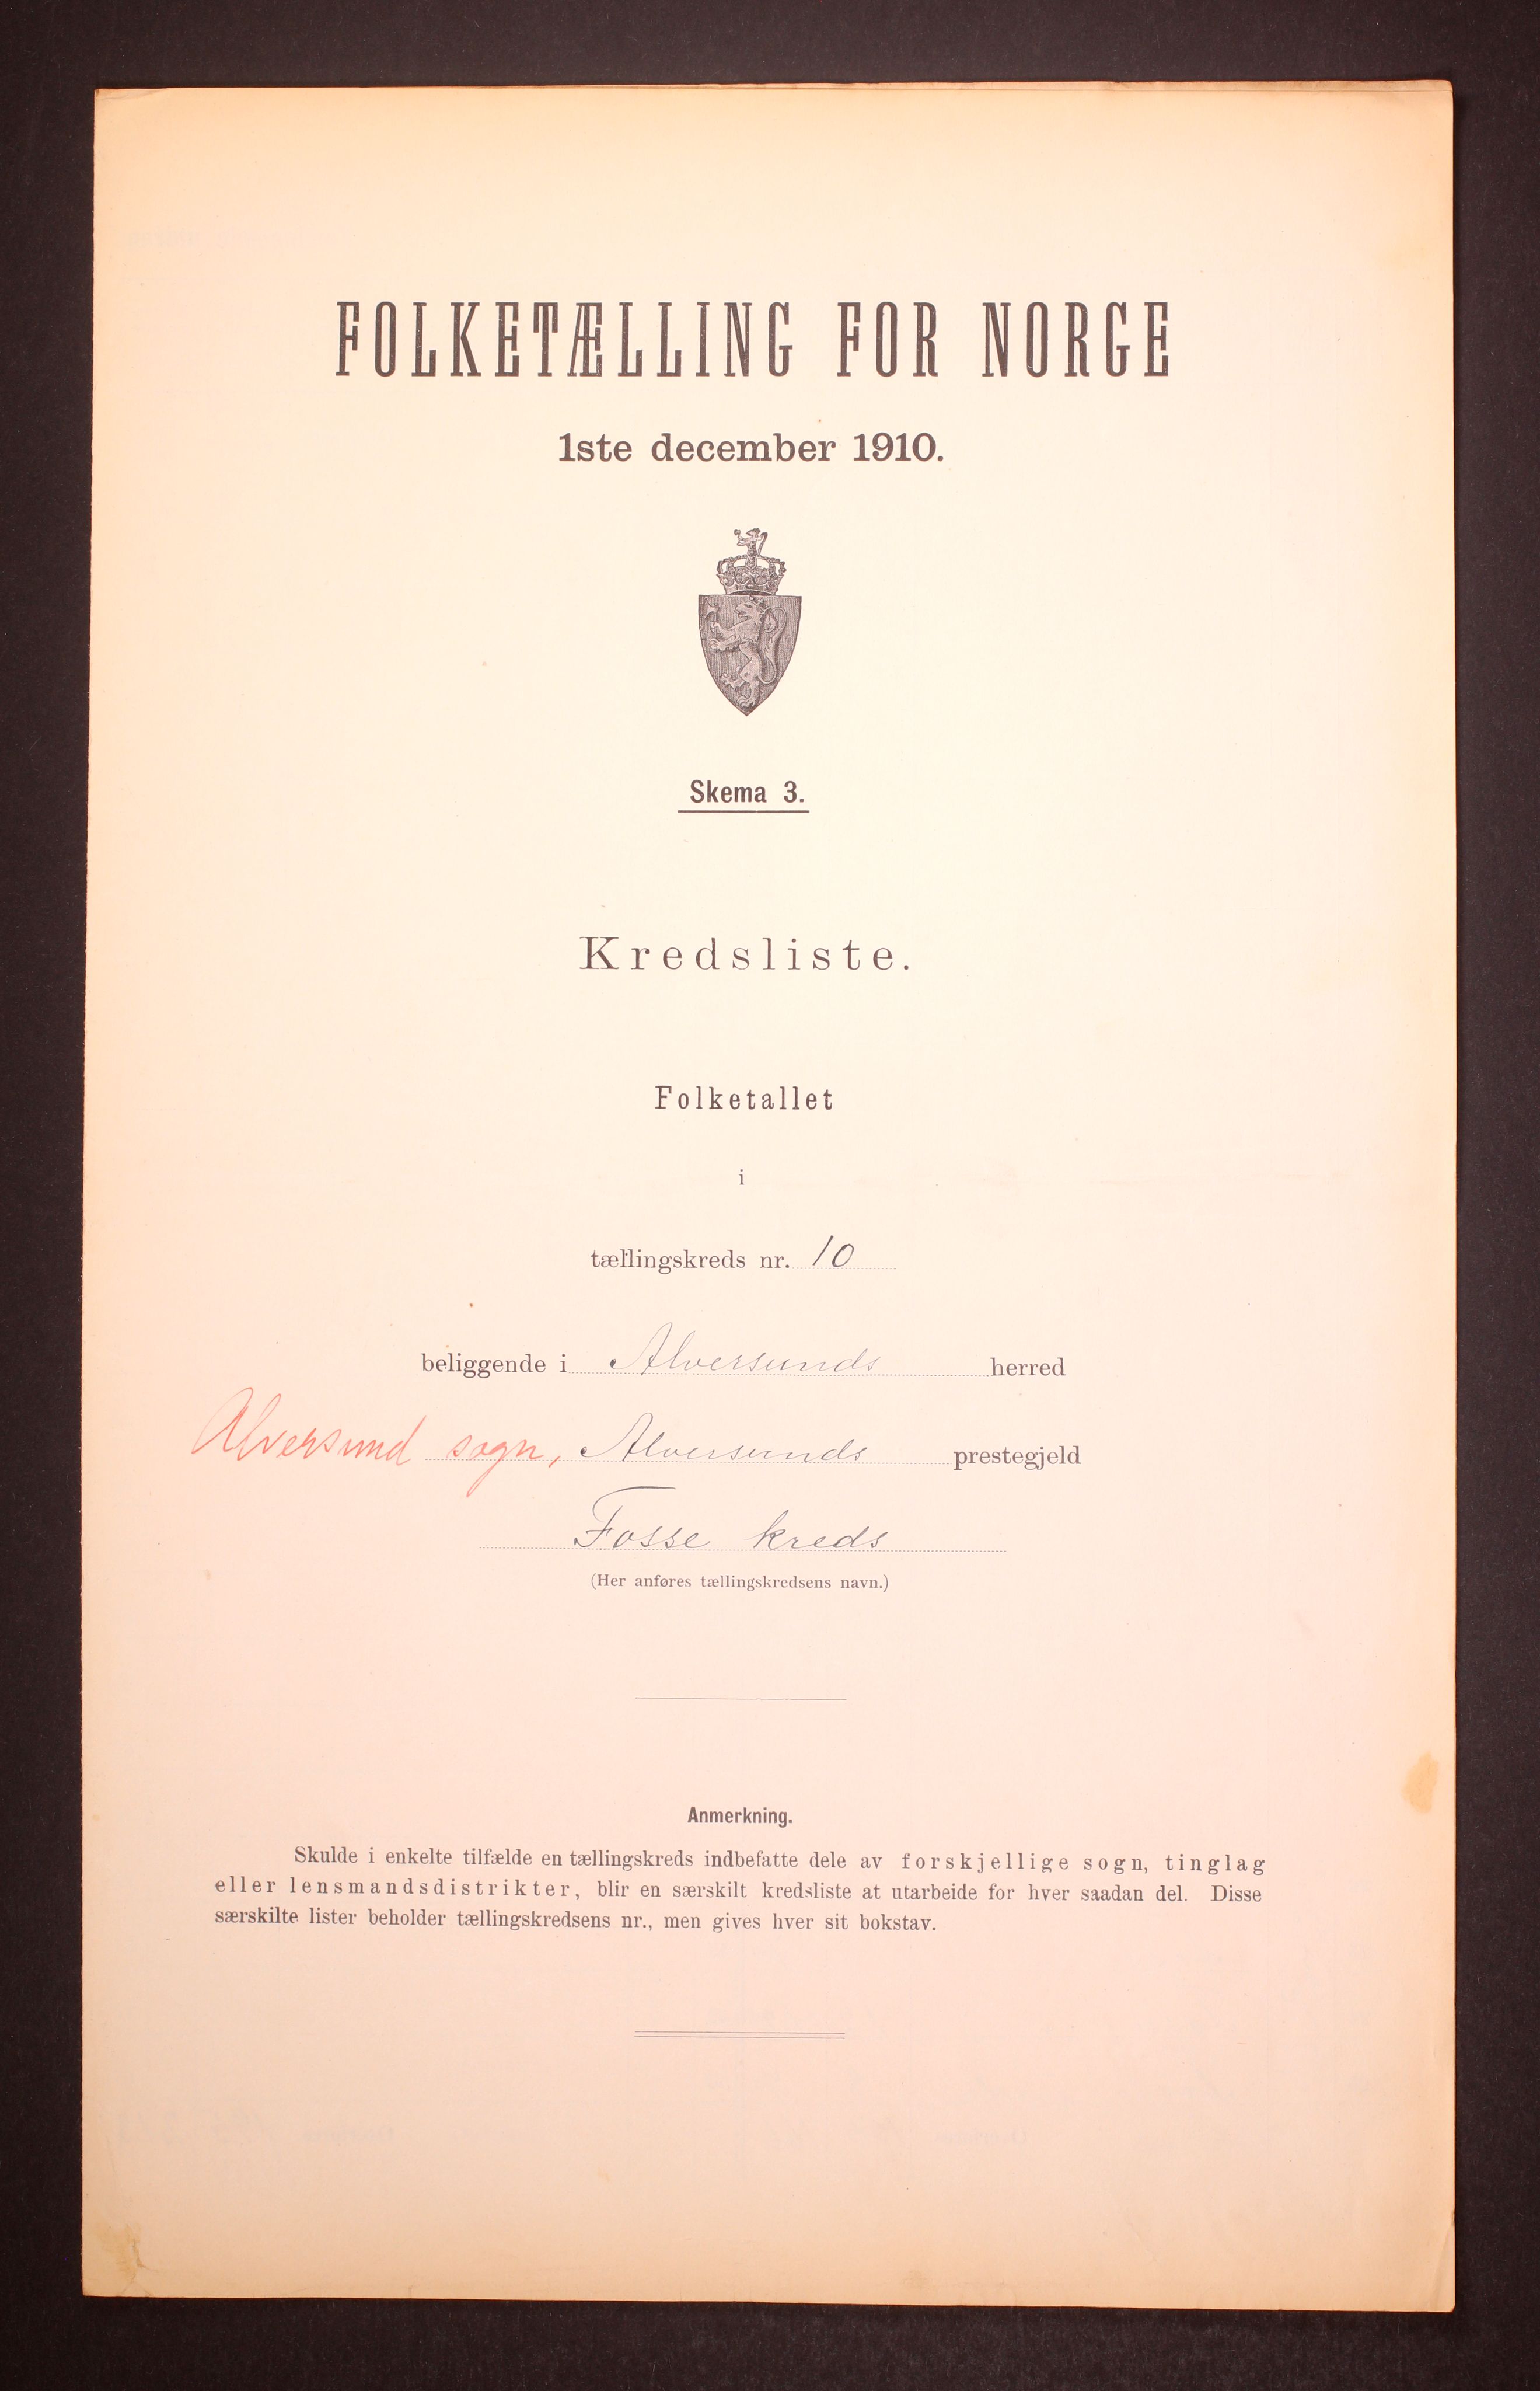 FOLKETÆLLING FOR NORGE
1ste december 1910.
Skema 3.
Kredsliste.
Folketallet
i
tællingskreds nr. 10
beliggende i Alversunds herred
Alversund sogn, Alversunds prestegjeld
Fosse kreds
(Her anføres tællingskredsens navn.)
Anmerkning.
Skulde i enkelte tilfælde en tællingskreds indbefatte dele av forskjellige sogn, tinglag
eller lensmandsdistrikter, blir en særskilt kredsliste at utarbeide for hver saadan del. Disse
særskilte lister beholder tællingskredsens nr., men gives hver sit bokstav.